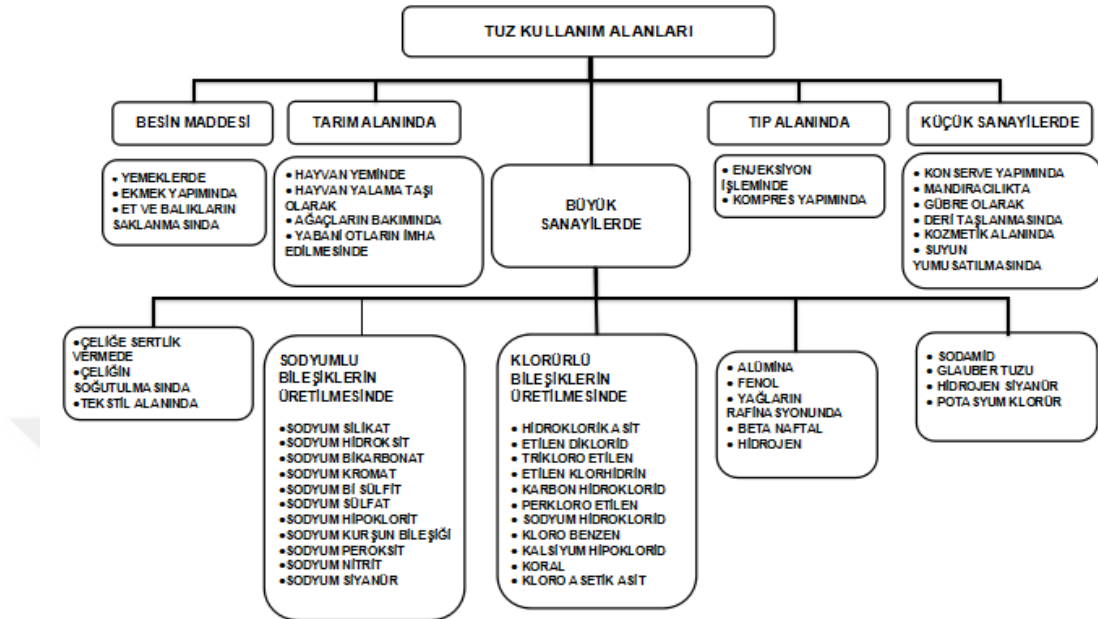 TUZ KULLANIM ALANLARI
BESİN MADDESİ
● YEMEKLERDE
● EKMEK YAPIMINDA
● ET VE BALIKLARIN
SAKLANMASINDA
TARIM ALANINDA
● HAYVAN YEMİNDE
● HAYVAN YALAMA TAŞI
OLARAK
● AĞAÇLARIN BAKIMINDA
● YABANİ OTLARIN İMHA
EDİLMESİNDE
BÜYÜK
SANAYİLERDE
TIP ALANINDA
● ENJEKSİYON
İŞLEMİNDE
● KOMPRES YAPIMINDA
KÜÇÜK SANAYİLERDE
● KONSERVE YAPIMINDA
● MANDIRACILIKTA
● GÜBRE OLARAK
● DERİ TAŞLANMASINDA
● KOZMETİK ALANINDA
● SUYUN
YUMUSATILMASINDA
●ÇELİĞE SERTLİK
VERMEDE
●ÇELİĞİN
SOĞUTULMASINDA
●TEKSTİL ALANINDA
SODYUMLU
BİLEŞİKLERİN
ÜRETİLMESİNDE
●SODYUM SİLİKAT
●SODYUM HİDROKSİT
●SODYUM BİKARBONAT
●SODYUM KROMAT
●SODYUM Bİ SÜLFİT
●SODYUM SÜLFAT
●SODYUM HİPOKLORİT
●SODYUM KURŞUN BİLEŞİĞİ
●SODYUM PEROKSİT
●SODYUM NİTRİT
●SODYUM SİYANÜR
KLORÜRLÜ
BİLEŞİKLERİN
ÜRETİLMESİNDE
● HİDROKLORİK ASİT
● ETİLEN DİKLORİD
● TRİKLORO ETİLEN
● ETİLEN KLORHİDRİN
● KARBON HİDROKLORİD
● PERKLORO ETİLEN
● SODYUM HİDROKLORİD
● KLORO BENZEN
● KALSİYUM HİPOKLORİD
● KORAL
● KLORO ASETİK ASİT
● ALÜMİNA
● FENOL
● YAĞLARIN
RAFİNASYONUNDA
● BETA NAFTAL
● HİDROJEN
● SODAMİD
● GLAUBER TUZU
● HİDROJEN SİYANÜR
● POTASYUM KLORÜR